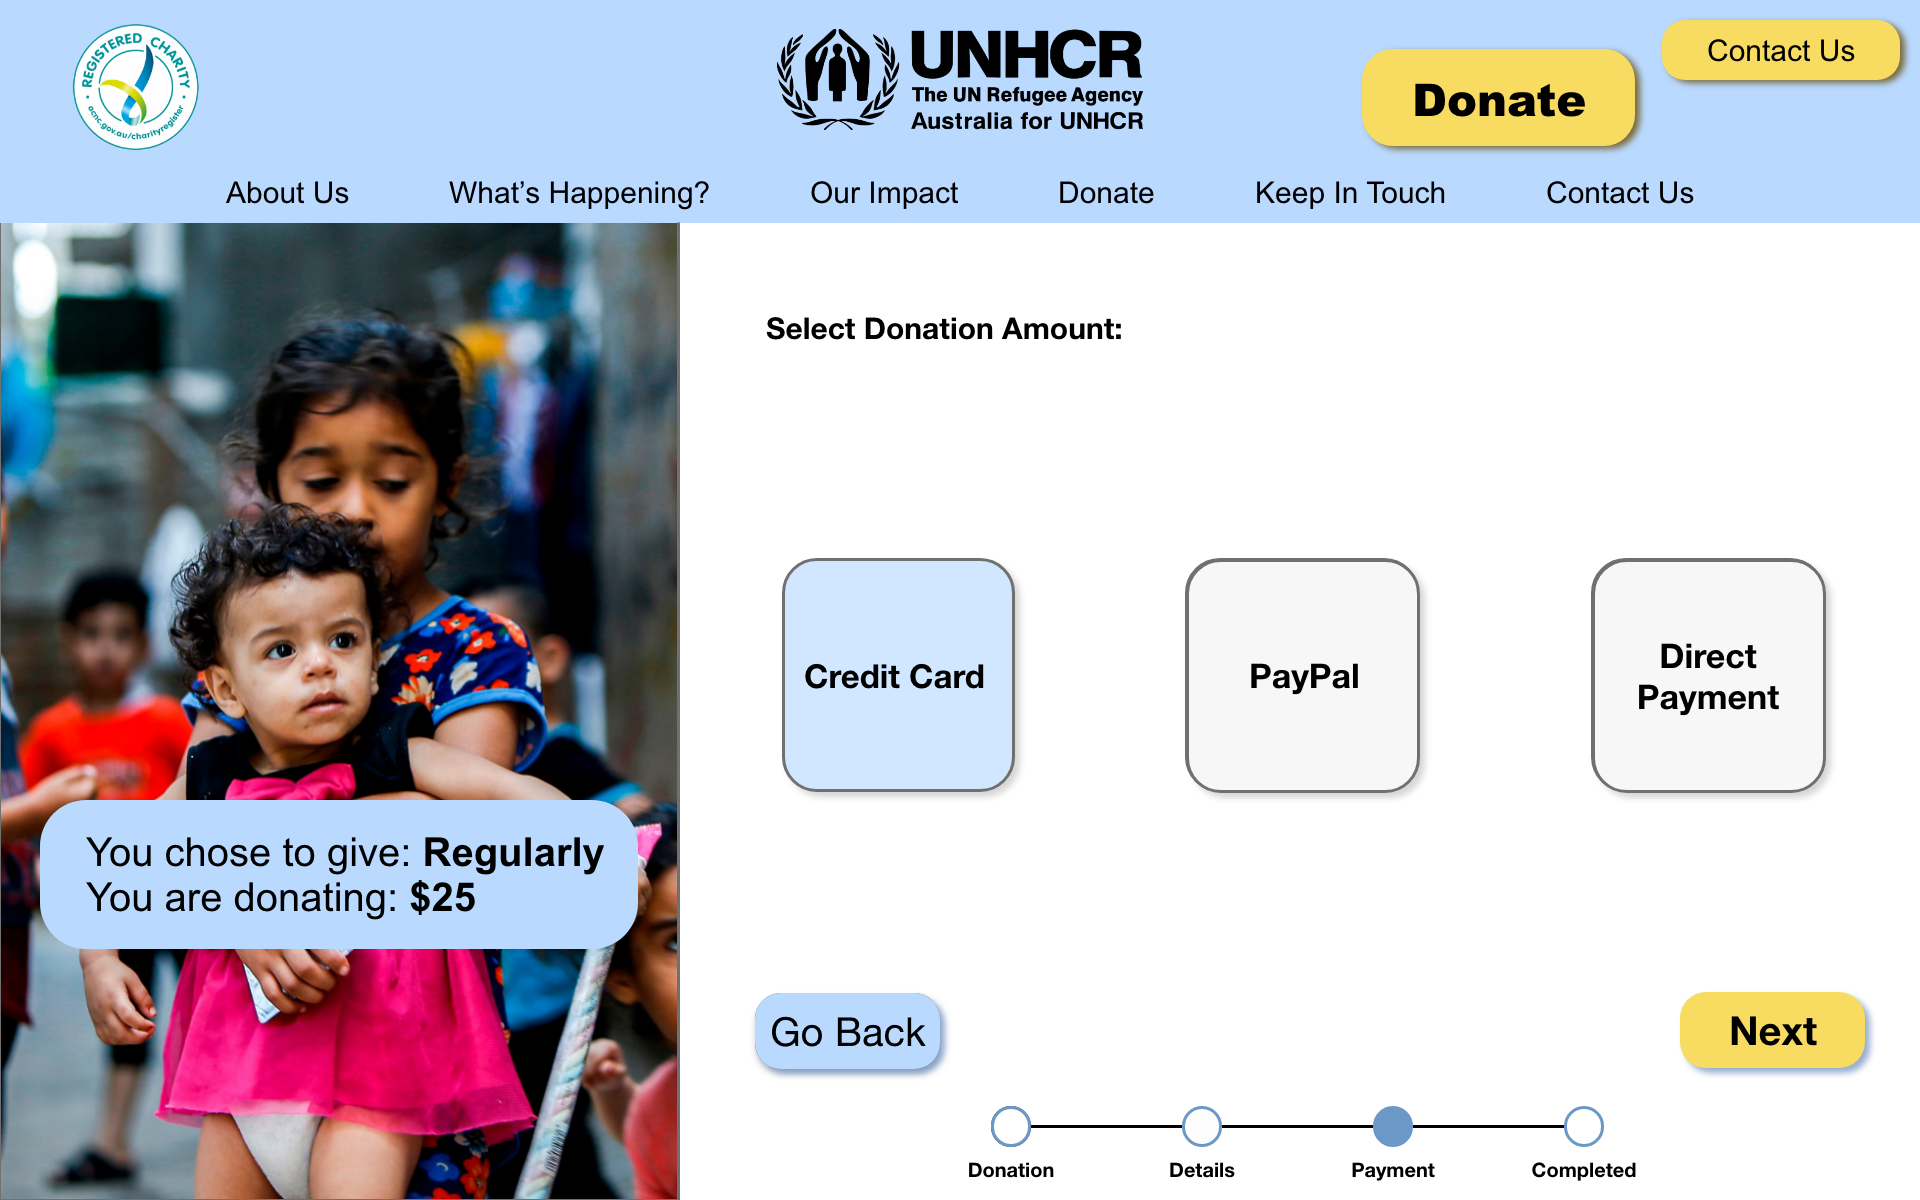 REGISTERED CHARITY
acnc.gov.au/charityregister
UNHCR
The UN Refugee Agency
Australia for UNHCR
Donate
Contact Us
About Us
What’s Happening?
Our Impact
Donate
Keep In Touch
Contact Us
Select Donation Amount:
Credit Card
PayPal
Direct
Payment
You chose to give: Regularly
You are donating: $25
Go Back
Next
Donation
Details
Payment
Completed